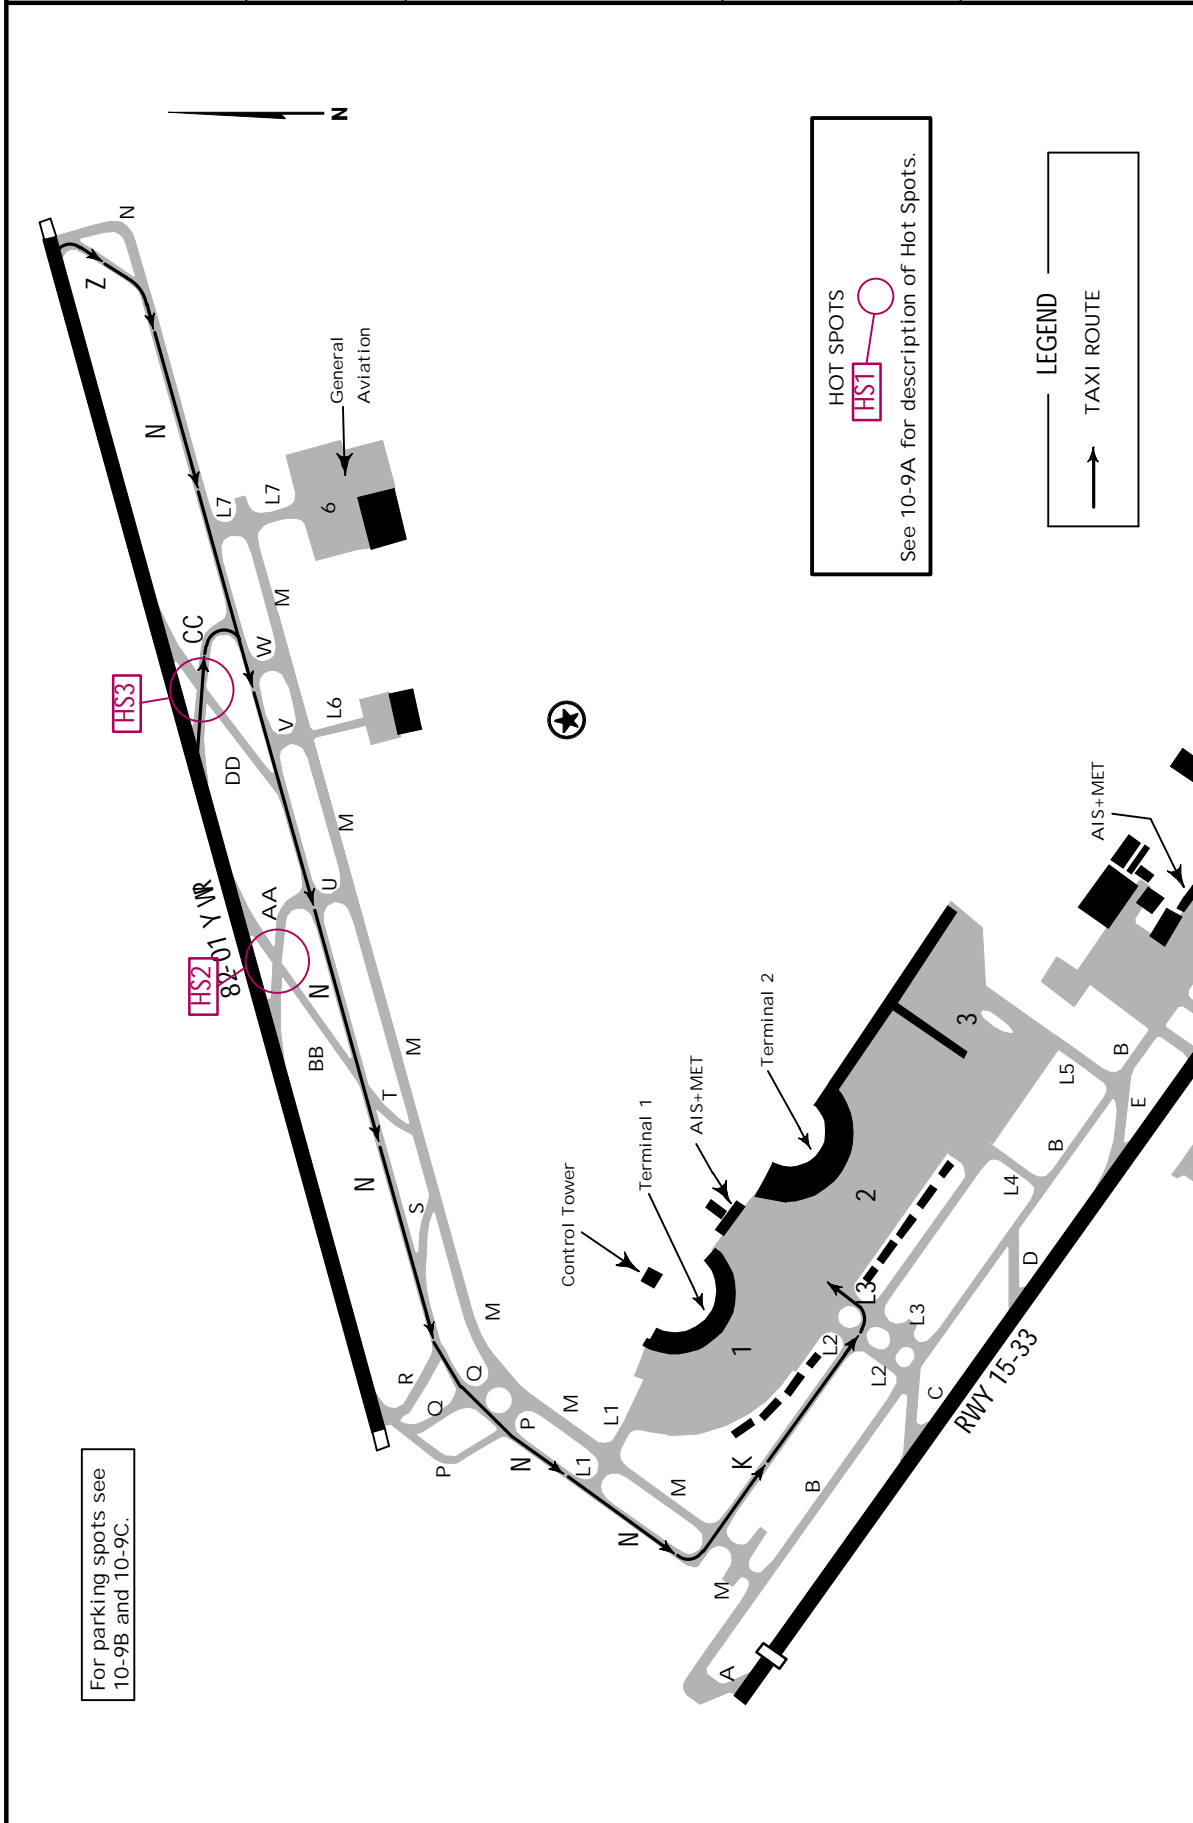 N
N
Z
N
General
Aviation
L7
L7
6
M
CC
W
HS3
V
L6
DD
M
U
AA
82-01 Y WR
HS2
N
BB
M
T
N
S
M
R
Q
Q
P
P
N
M
L1
L1
M
N
M
K
B
A
Control Tower
Terminal 1
AIS+MET
Terminal 2
1
2
3
L2
L3
L2
L3
C
D
L4
B
L5
B
E
RWY 15-33
AIS+MET
HOT SPOTS
HS1
See 10-9A for description of Hot Spots.
LEGEND
TAXI ROUTE
For parking spots see
10-9B and 10-9C.